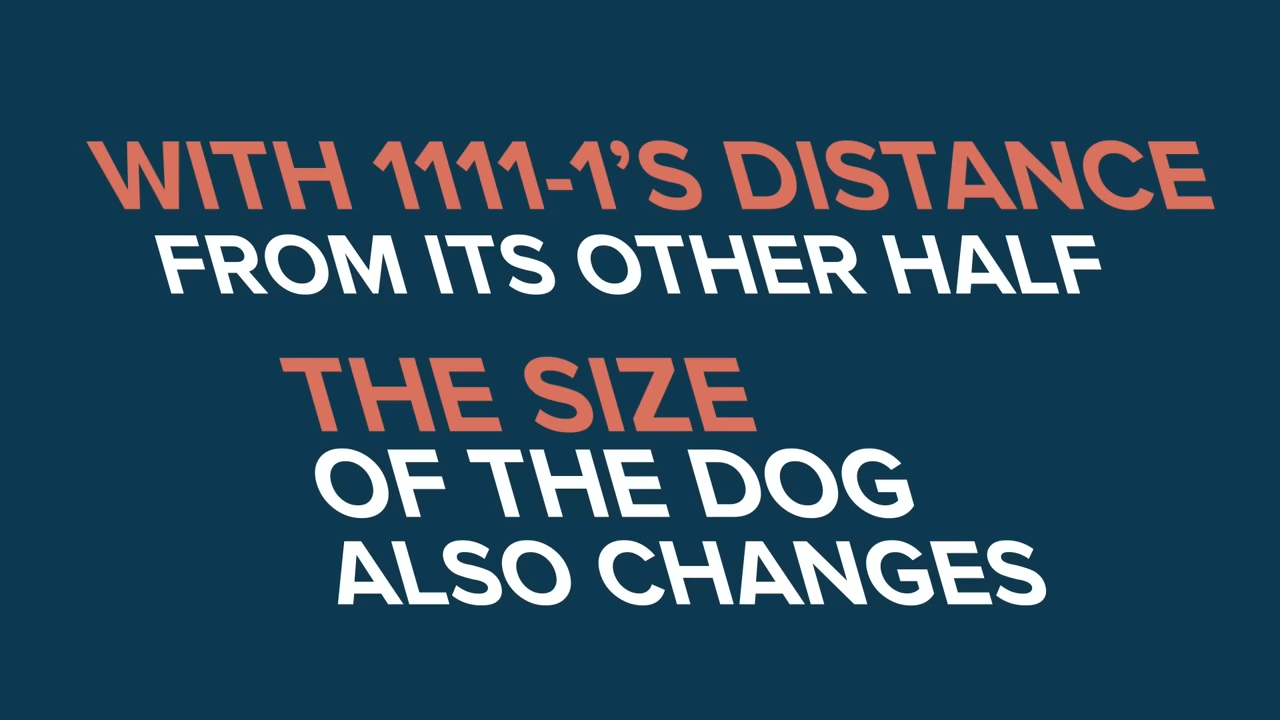 WITH 1111-1’S DISTANCE
FROM ITS OTHER HALF
THE SIZE
OF THE DOG
ALSO CHANGES